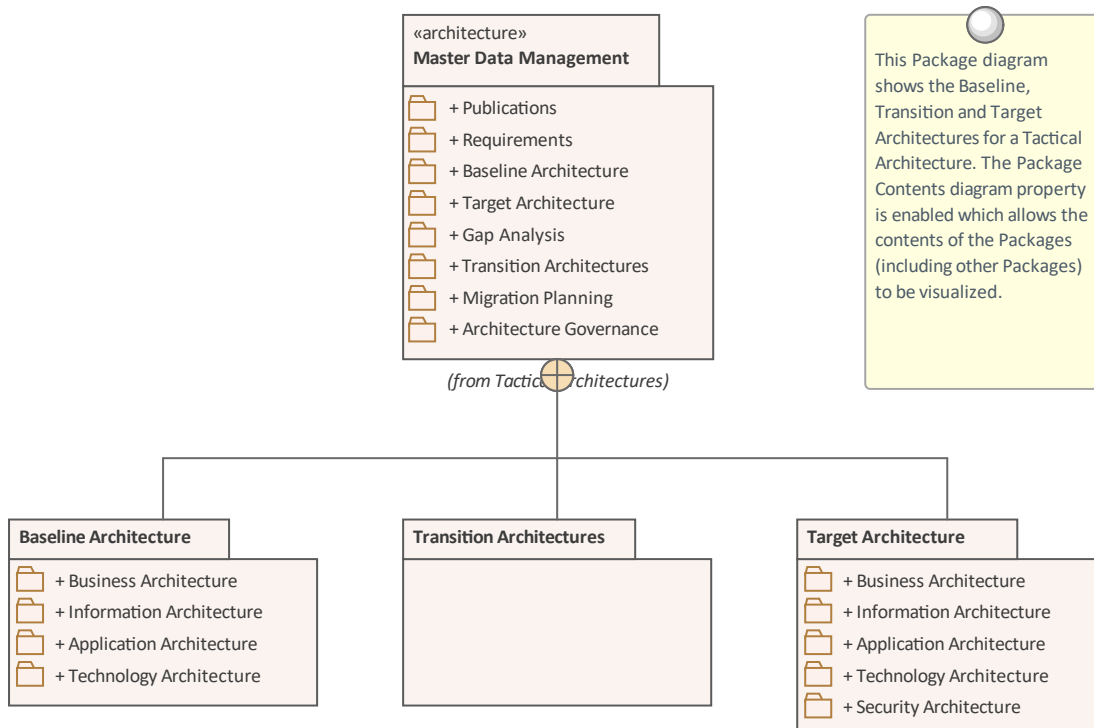 «architecture»
Master Data Management
+ Publications
+ Requirements
+ Baseline Architecture
+ Target Architecture
+ Gap Analysis
+ Transition Architectures
+ Migration Planning
+ Architecture Governance
(from Tactical Architectures)
This Package diagram
shows the Baseline,
Transition and Target
Architectures for a Tactical
Architecture. The Package
Contents diagram property
is enabled which allows the
contents of the Packages
(including other Packages)
to be visualized.
Baseline Architecture
+ Business Architecture
+ Information Architecture
+ Application Architecture
+ Technology Architecture
Transition Architectures
Target Architecture
+ Business Architecture
+ Information Architecture
+ Application Architecture
+ Technology Architecture
+ Security Architecture